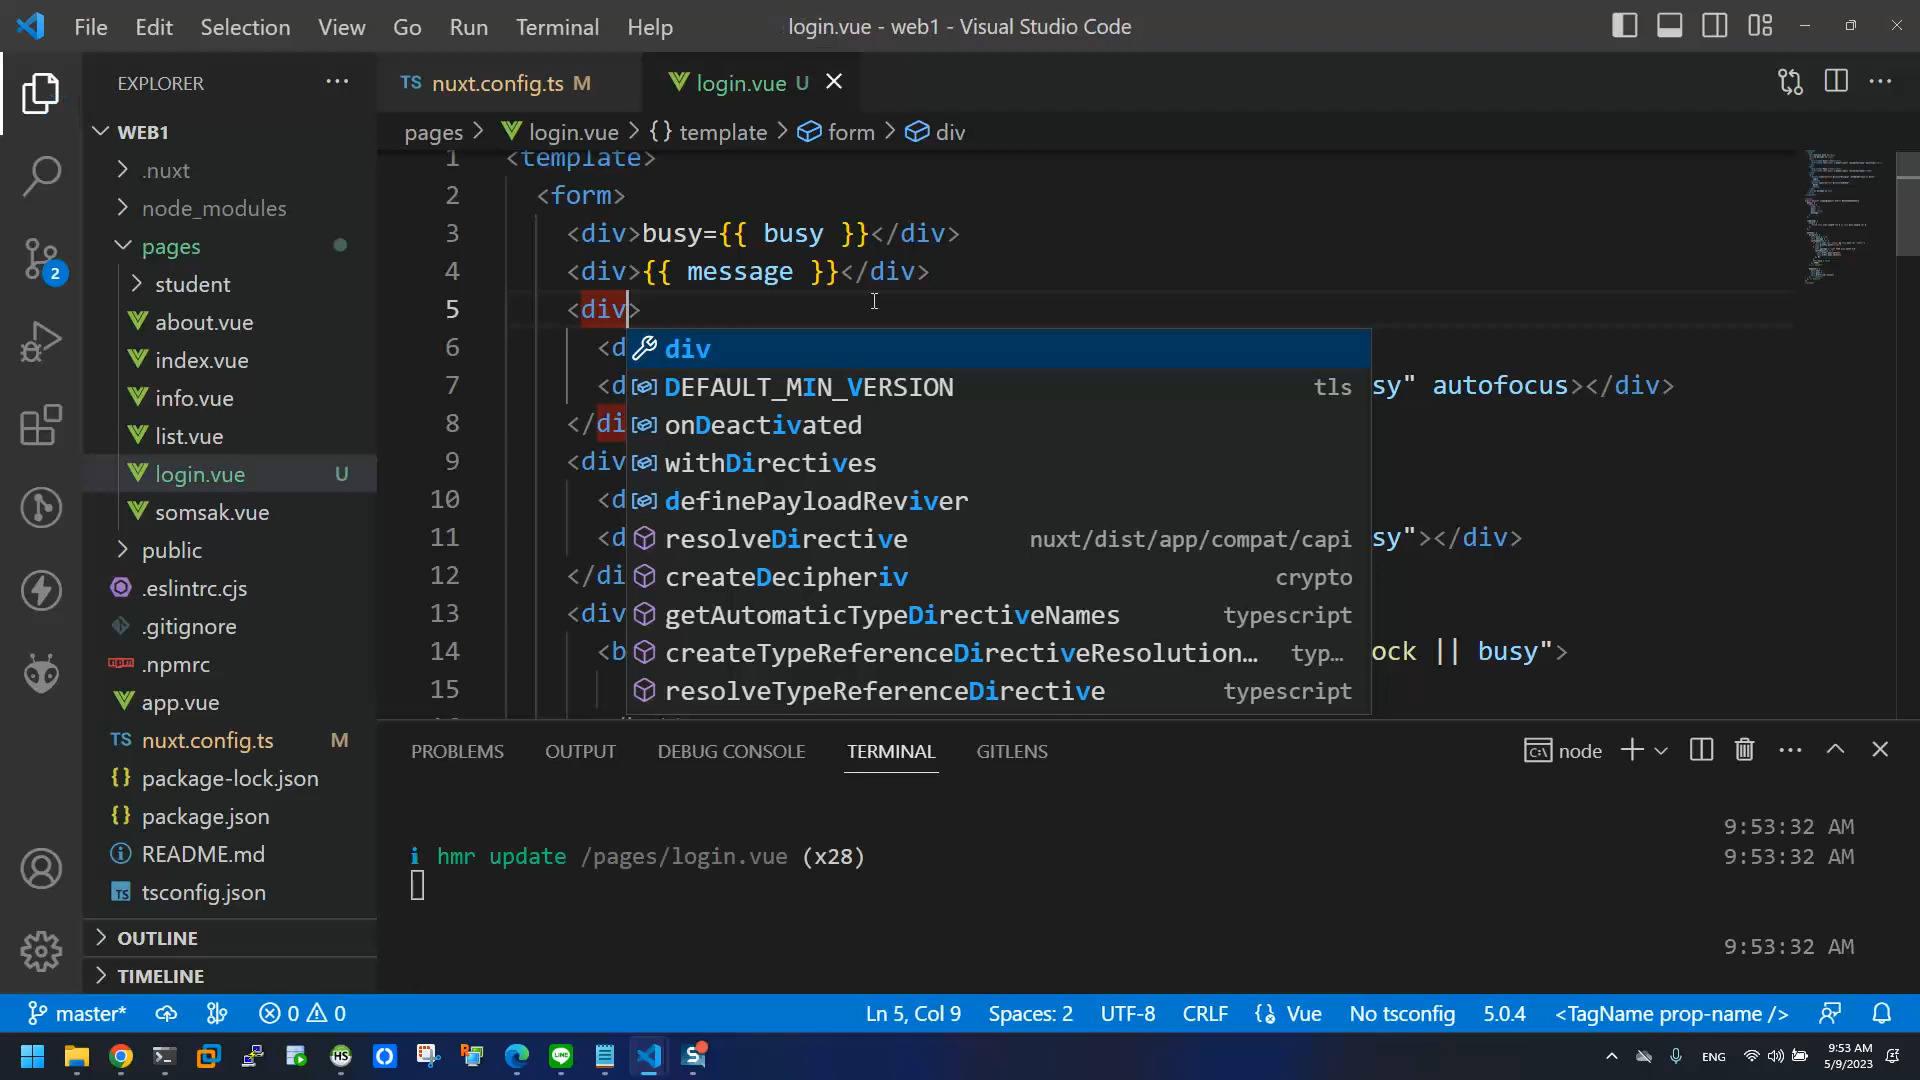 File Edit Selection View Go Run Terminal Help login.vue - web1 - Visual Studio Code
EXPLORER
TS nuxt.config.ts M login.vue U
WEB1
pages login.vue {} template form div
.nuxt
node_modules
pages
student
about.vue
index.vue
info.vue
list.vue
login.vue U
somsak.vue
public
.eslintrc.cjs
.gitignore
.npmrc
app.vue
TS nuxt.config.ts M
{} package-lock.json
{} package.json
README.md
TS tsconfig.json
OUTLINE
TIMELINE
2
1 <template>
2 <form>
3 <div>busy={{ busy }}</div>
4 <div>{{ message }}</div>
5 <div>
6 <d
7 <d sy" autofocus></div>
8 </di
9 <div
10 <d
11 <d sy"></div>
12 </di
13 <div
14 <b ock || busy">
15
div
DEFAULT_MIN_VERSION tls
onDeactivated
withDirectives
definePayloadReviver
resolveDirective nuxt/dist/app/compat/capi
createDecipheriv crypto
getAutomaticTypeDirectiveNames typescript
createTypeReferenceDirectiveResolution… typ…
resolveTypeReferenceDirective typescript
PROBLEMS OUTPUT DEBUG CONSOLE TERMINAL GITLENS node
9:53:32 AM
i hmr update /pages/login.vue (x28) 9:53:32 AM
9:53:32 AM
master* 0 0 Ln 5, Col 9 Spaces: 2 UTF-8 CRLF {} Vue No tsconfig 5.0.4 <TagName prop-name />
HS LINE S ENG 9:53 AM
5/9/2023